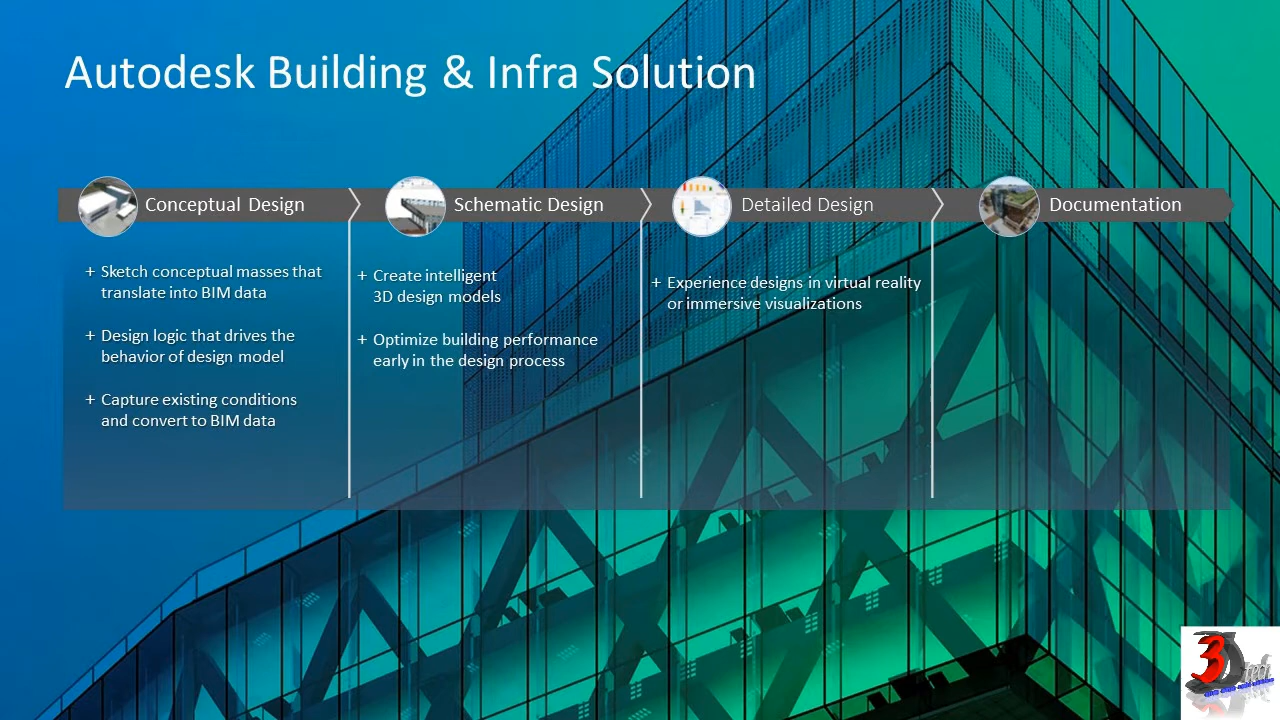 Autodesk Building & Infra Solution
Conceptual Design
Schematic Design
Detailed Design
Documentation
+ Sketch conceptual masses that
translate into BIM data
+ Design logic that drives the
behavior of design model
+ Capture existing conditions
and convert to BIM data
+ Create intelligent
3D design models
+ Optimize building performance
early in the design process
+ Experience designs in virtual reality
or immersive visualizations
3D tech